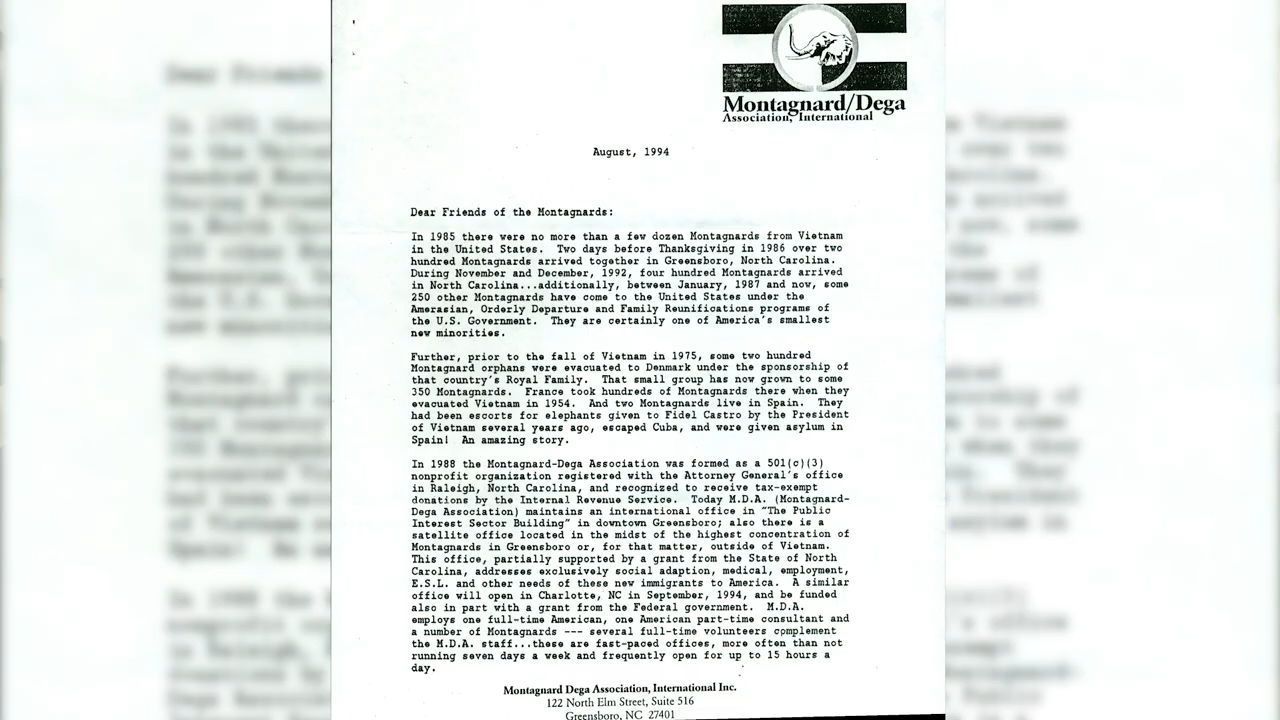 Montagnard/Dega
Association, International
August, 1994
Dear Friends of the Montagnards:
In 1985 there were no more than a few dozen Montagnards from Vietnam
in the United States. Two days before Thanksgiving in 1986 over two
hundred Montagnards arrived together in Greensboro, North Carolina.
During November and December, 1992, four hundred Montagnards arrived
in North Carolina...additionally, between January, 1987 and now, some
250 other Montagnards have come to the United States under the
Amerasian, Orderly Departure and Family Reunifications programs of
the U.S. Government. They are certainly one of America's smallest
new minorities.
Further, prior to the fall of Vietnam in 1975, some two hundred
Montagnard orphans were evacuated to Denmark under the sponsorship of
that country's Royal Family. That small group has now grown to some
350 Montagnards. France took hundreds of Montagnards there when they
evacuated Vietnam in 1954. And two Montagnards live in Spain. They
had been escorts for elephants given to Fidel Castro by the President
of Vietnam several years ago, escaped Cuba, and were given asylum in
Spain! An amazing story.
In 1988 the Montagnard-Dega Association was formed as a 501(c)(3)
nonprofit organization registered with the Attorney General's office
in Raleigh, North Carolina, and recognized to receive tax-exempt
donations by the Internal Revenue Service. Today M.D.A. (Montagnard-
Dega Association) maintains an international office in "The Public
Interest Sector Building" in downtown Greensboro; also there is a
satellite office located in the midst of the highest concentration of
Montagnards in Greensboro or, for that matter, outside of Vietnam.
This office, partially supported by a grant from the State of North
Carolina, addresses exclusively social adaption, medical, employment,
E.S.L. and other needs of these new immigrants to America. A similar
office will open in Charlotte, NC in September, 1994, and be funded
also in part with a grant from the Federal government. M.D.A.
employs one full-time American, one American part-time consultant and
a number of Montagnards --- several full-time volunteers complement
the M.D.A. staff...these are fast-paced offices, more often than not
running seven days a week and frequently open for up to 15 hours a
day.
Montagnard Dega Association, International Inc.
122 North Elm Street, Suite 516
Greensboro, NC 27401